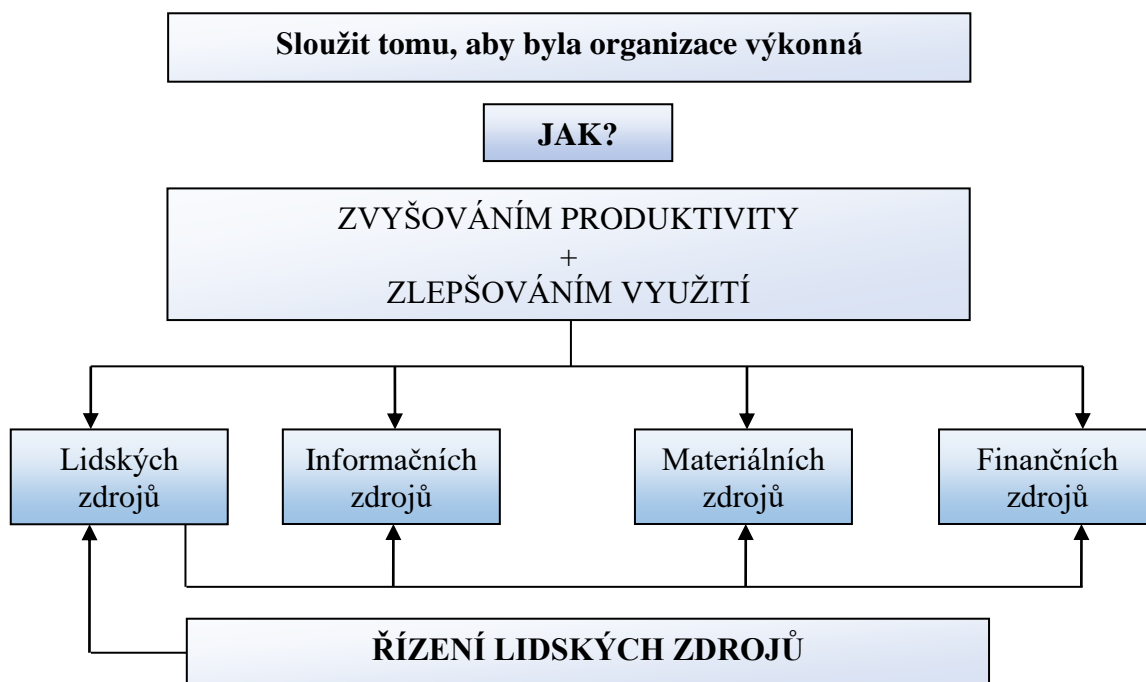 Sloužit tomu, aby byla organizace výkonná
JAK?
ZVYŠOVÁNÍM PRODUKTIVITY
+
ZLEPŠOVÁNÍM VYUŽITÍ
Lidských
zdrojů
Informačních
zdrojů
Materiálních
zdrojů
Finančních
zdrojů
ŘÍZENÍ LIDSKÝCH ZDROJŮ